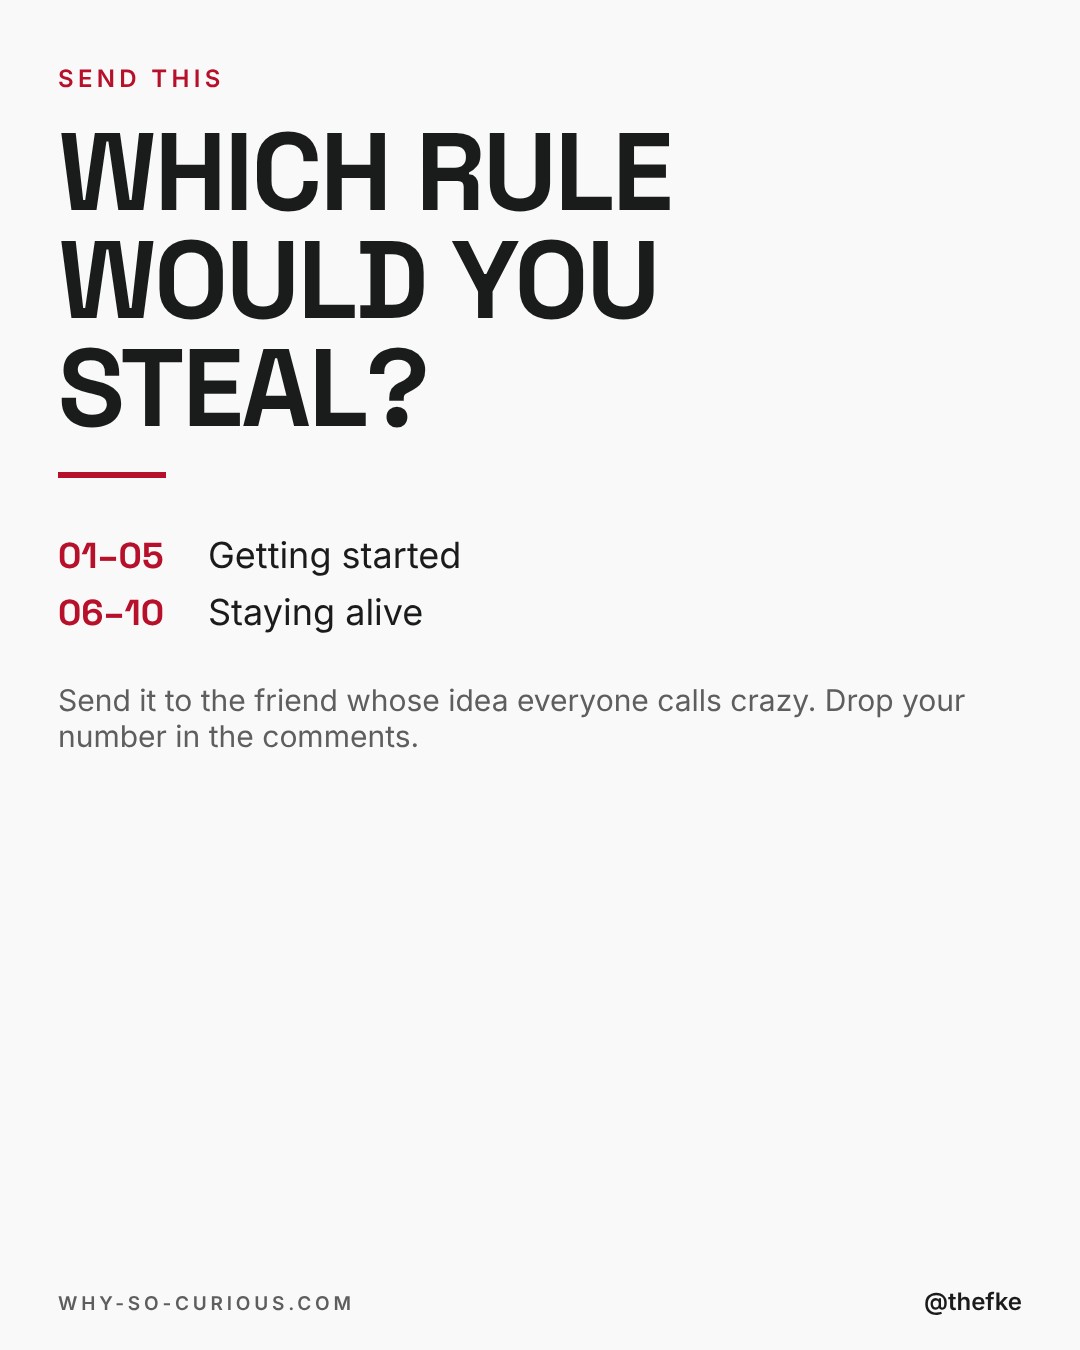 SEND THIS
WHICH RULE
WOULD YOU
STEAL?
01–05 Getting started
06–10 Staying alive
Send it to the friend whose idea everyone calls crazy. Drop your
number in the comments.
WHY-SO-CURIOUS.COM
@thefke